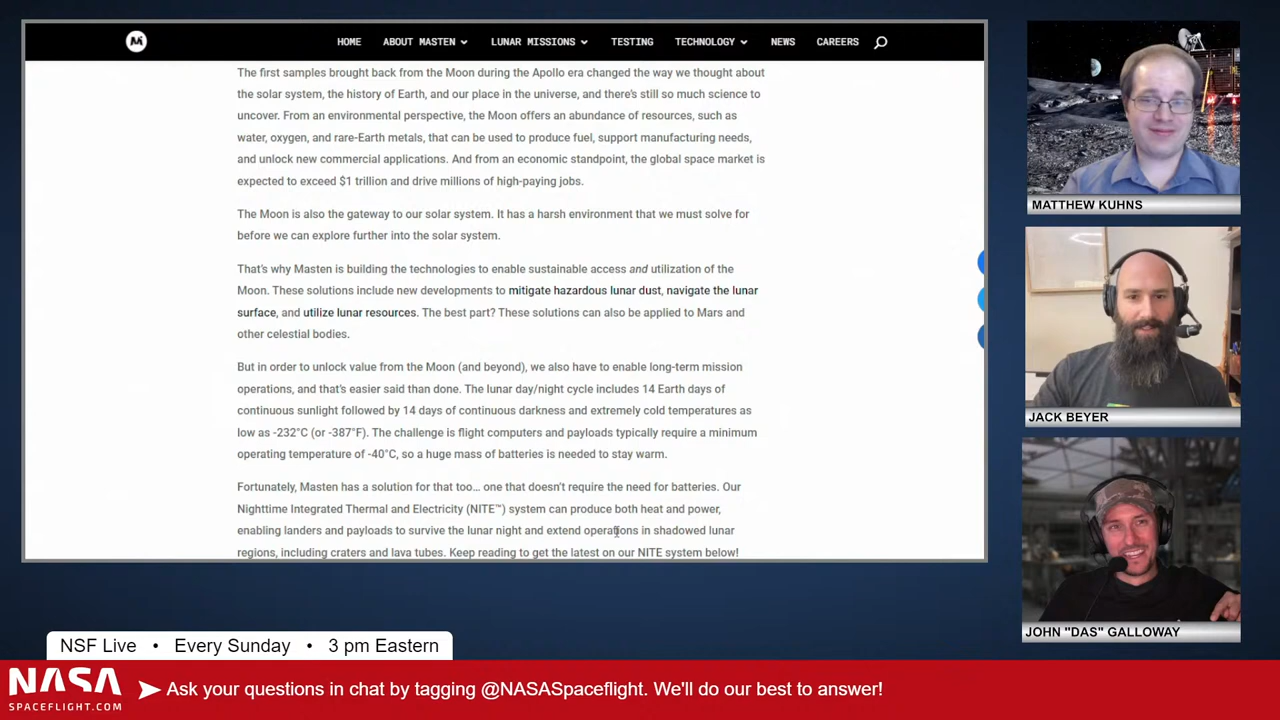 HOME
ABOUT MASTEN
LUNAR MISSIONS
TESTING
TECHNOLOGY
NEWS
CAREERS
The first samples brought back from the Moon during the Apollo era changed the way we thought about
the solar system, the history of Earth, and our place in the universe, and there's still so much science to
uncover. From an environmental perspective, the Moon offers an abundance of resources, such as
water, oxygen, and rare-Earth metals, that can be used to produce fuel, support manufacturing needs,
and unlock new commercial applications. And from an economic standpoint, the global space market is
expected to exceed $1 trillion and drive millions of high-paying jobs.
The Moon is also the gateway to our solar system. It has a harsh environment that we must solve for
before we can explore further into the solar system.
That's why Masten is building the technologies to enable sustainable access and utilization of the
Moon. These solutions include new developments to mitigate hazardous lunar dust, navigate the lunar
surface, and utilize lunar resources. The best part? These solutions can also be applied to Mars and
other celestial bodies.
But in order to unlock value from the Moon (and beyond), we also have to enable long-term mission
operations, and that's easier said than done. The lunar day/night cycle includes 14 Earth days of
continuous sunlight followed by 14 days of continuous darkness and extremely cold temperatures as
low as -232°C (or -387°F). The challenge is flight computers and payloads typically require a minimum
operating temperature of -40°C, so a huge mass of batteries is needed to stay warm.
Fortunately, Masten has a solution for that too... one that doesn't require the need for batteries. Our
Nighttime Integrated Thermal and Electricity (NITE™) system can produce both heat and power,
enabling landers and payloads to survive the lunar night and extend operations in shadowed lunar
regions, including craters and lava tubes. Keep reading to get the latest on our NITE system below!
MATTHEW KUHNS
JACK BEYER
JOHN "DAS" GALLOWAY
NSF Live • Every Sunday • 3 pm Eastern
NASA
SPACEFLIGHT.COM
Ask your questions in chat by tagging @NASASpaceflight. We'll do our best to answer!